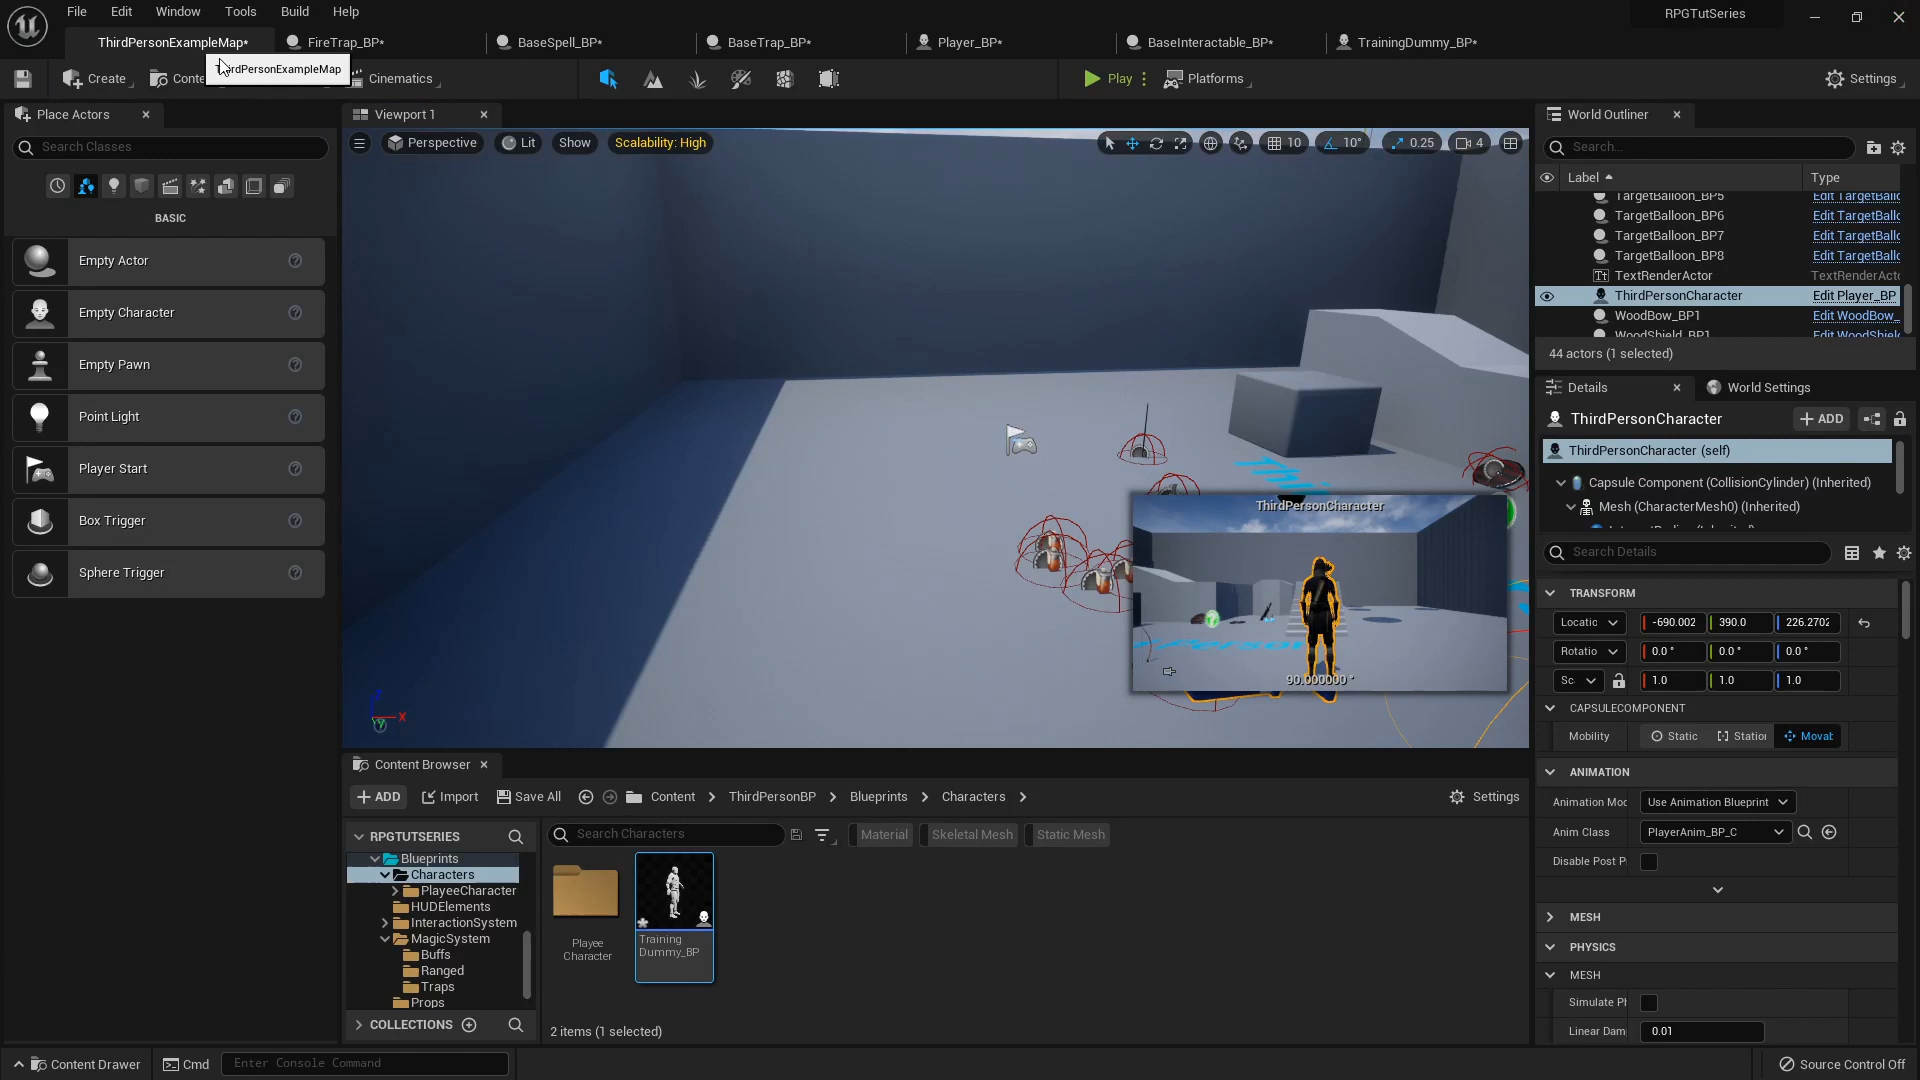 File Edit Window Tools Build Help
RPGTutSeries
ThirdPersonExampleMap* FireTrap_BP* BaseSpell_BP* BaseTrap_BP* Player_BP* BaseInteractable_BP* TrainingDummy_BP*
Create Cinematics Play Platforms Settings
Place Actors
Search Classes
BASIC
Empty Actor
Empty Character
Empty Pawn
Point Light
Player Start
Box Trigger
Sphere Trigger
Viewport 1
Perspective Lit Show Scalability: High 10 10° 0.25 4
ThirdPersonCharacter
90.000000 °
X
World Outliner
Search...
Label Type
TargetBalloon_BP5
TargetBalloon_BP6 Edit TargetBallo
TargetBalloon_BP7 Edit TargetBallo
TargetBalloon_BP8 Edit TargetBallo
TextRenderActor TextRenderActo
ThirdPersonCharacter Edit Player_BP
WoodBow_BP1 Edit WoodBow_
WoodShield_BP1 Edit WoodShiel
44 actors (1 selected)
Details World Settings
ThirdPersonCharacter ADD
ThirdPersonCharacter (self)
Capsule Component (CollisionCylinder) (Inherited)
Mesh (CharacterMesh0) (Inherited)
Search Details
TRANSFORM
Locatic -690.002 390.0 226.2702
Rotatio 0.0 ° 0.0 ° 0.0 °
Sc 1.0 1.0 1.0
CAPSULECOMPONENT
Mobility Static Station Movab
ANIMATION
Animation Moc Use Animation Blueprint
Anim Class PlayerAnim_BP_C
Disable Post P
MESH
PHYSICS
MESH
Simulate Ph
Linear Dam 0.01
Content Browser
ADD Import Save All Content ThirdPersonBP Blueprints Characters Settings
RPGTUTSERIES
Search Characters Material Skeletal Mesh Static Mesh
Blueprints
Characters
PlayeeCharacter
HUDElements
InteractionSystem
MagicSystem
Buffs
Ranged
Traps
Props
COLLECTIONS
Playee
Character
Training
Dummy_BP
2 items (1 selected)
Content Drawer Cmd Enter Console Command Source Control Off